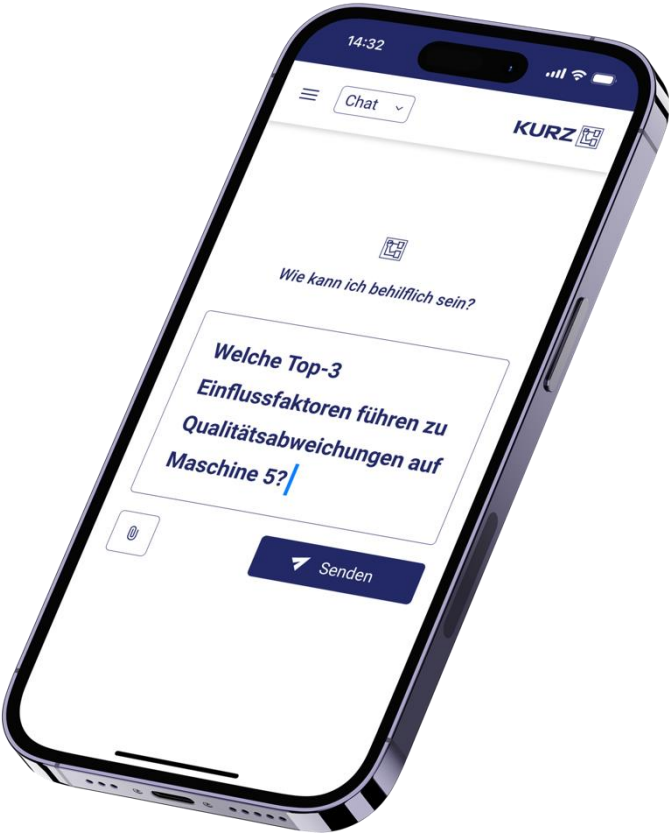 14:32
Chat
KURZ
Wie kann ich behilflich sein?
Welche Top-3
Einflussfaktoren führen zu
Qualitätsabweichungen auf
Maschine 5?
Senden